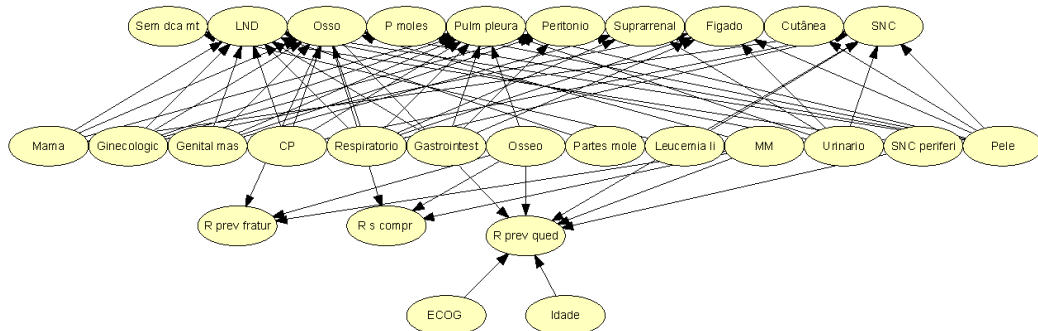 Sem dca mt LND Osso P moles Pulm pleura Peritonio Suprarrenal Figado Cutânea SNC
Mama Ginecologic Genital mas CP Respiratorio Gastrointest Osseo Partes mole Leucemia li MM Urinario SNC periferi Pele
R prev fratur R s compr R prev qued
ECOG Idade